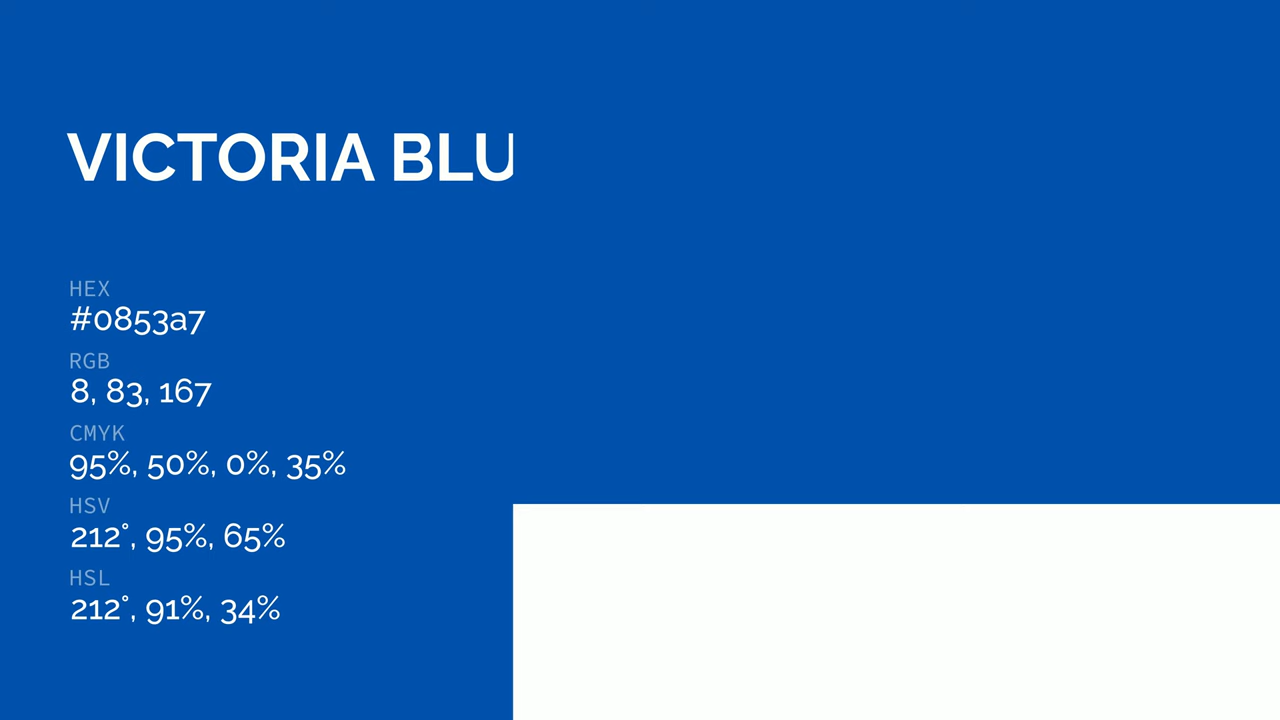 VICTORIA BLU
HEX
#0853a7
RGB
8, 83, 167
CMYK
95%, 50%, 0%, 35%
HSV
212°, 95%, 65%
HSL
212°, 91%, 34%